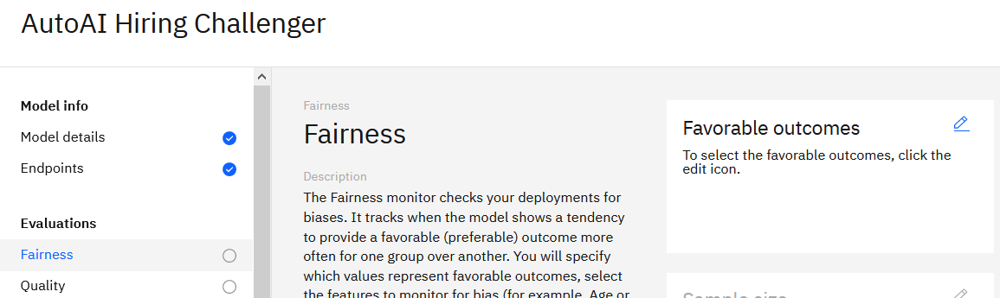 AutoAI Hiring Challenger
Model info
Model details
Endpoints
Evaluations
Fairness
Quality
Fairness
Fairness
Description
The Fairness monitor checks your deployments for
biases. It tracks when the model shows a tendency
to provide a favorable (preferable) outcome more
often for one group over another. You will specify
which values represent favorable outcomes, select
the features to monitor for bias (for example, Age or
Favorable outcomes
To select the favorable outcomes, click the
edit icon.
Sample size